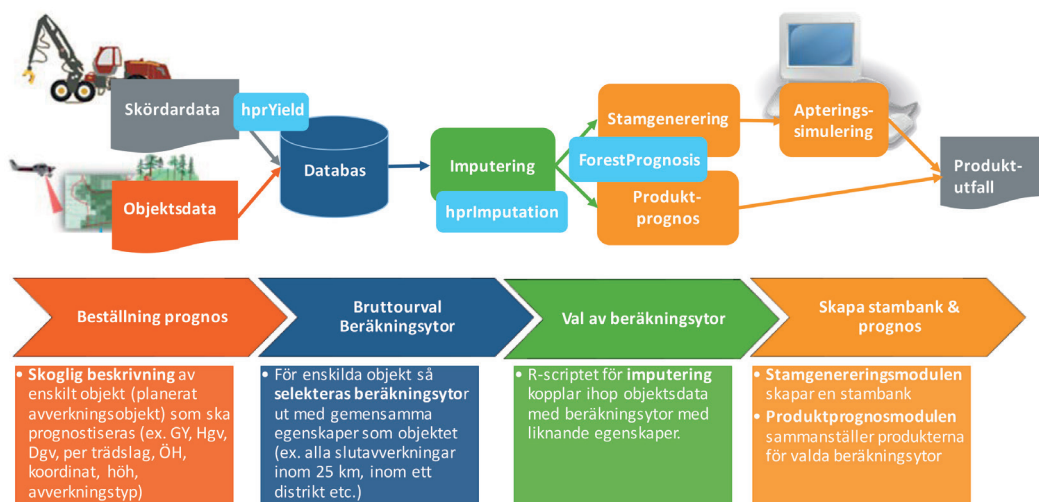 Skördardata
hprYield
Objektsdata
Databas
Imputering
hprImputation
Stamgenerering
ForestPrognosis
Produkt-
prognos
Apterings-
simulering
Produkt-
utfall
Beställning prognos
Bruttourval
Beräkningsytor
Val av beräkningsytor
Skapa stambank &
prognos
• Skoglig beskrivning av
enskilt objekt (planerat
avverkningsobjekt) som ska
prognostiseras (ex. GY, Hgv,
Dgv, per trädslag, ÖH,
koordinat, höh,
avverkningstyp)
• För enskilda objekt så
selekteras beräkningsytor
ut med gemensamma
egenskaper som objektet
(ex. alla slutavverkningar
inom 25 km, inom ett
distrikt etc.)
• R-scriptet för imputering
kopplar ihop objektsdata
med beräkningsytor med
liknande egenskaper.
• Stamgenereringsmodulen
skapar en stambank
• Produktprognosmodulen
sammanställer produkterna
för valda beräkningsytor